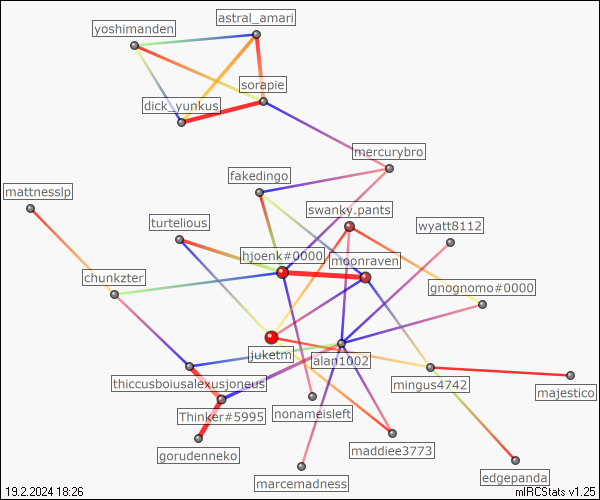 astral_amari
yoshimanden
sorapie
dick_yunkus
mercurybro
fakedingo
mattnesslp
swanky.pants
turtelious
wyatt8112
hjoenk#0000
moonraven
chunkzter
gnognomo#0000
juketm
alan1002
thiccusboiusalexusjoneus
mingus4742
majestico
Thinker#5995
nonameisleft
gorudenneko
maddiee3773
marcemadness
edgepanda
19.2.2024 18:26
mIRCStats v1.25